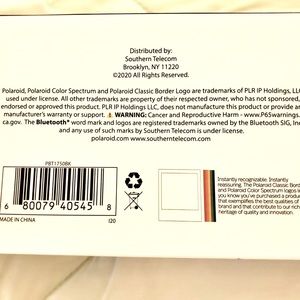 Distributed by:
Southern Telecom
Brooklyn, NY 11220
©2020 All Rights Reserved.
Polaroid, Polaroid Color Spectrum and Polaroid Classic Border Logo are trademarks of PLR IP Holdings, LLC,
used under license. All other trademarks are property of their respective owner, who has not sponsored,
endorsed or approved this product. PLR IP Holdings, LLC does not manufacture this product or provide a
manufacturer's warranty or support. ⚠ WARNING: Cancer and Reproductive Harm - www.P65warnings.
ca.gov. The Bluetooth® word mark and logos are registered trademarks owned by the Bluetooth SIG, Inc.
and any use of such marks by Southern Telecom is under license.
polaroid.com www.southerntelecom.com
PBT1750BK
6 80079 40545 8
MADE IN CHINA
I20
Instantly recognizable. Instantly
reassuring. The Polaroid Classic Bord
and Polaroid Color Spectrum logos le
you know you've purchased a product
that exemplifies the best qualities of
brand and that contribute to our rich
heritage of quality and innovation.